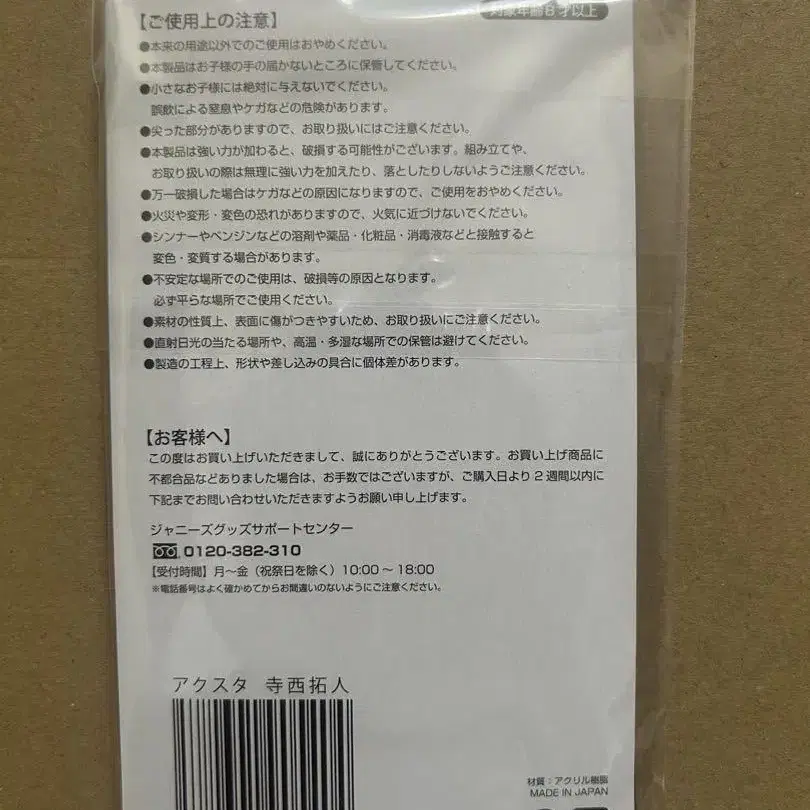 【ご使用上の注意】
対象年齢8才以上
●本来の用途以外でのご使用はおやめください。
●本製品はお子様の手の届かないところに保管してください。
●小さなお子様には絶対に与えないでください。
誤飲による窒息やケガなどの危険があります。
●尖った部分がありますので、お取り扱いにはご注意ください。
●本製品は強い力が加わると、破損する可能性がございます。組み立てや、
お取り扱いの際は無理に強い力を加えたり、落としたりしないようご注意ください。
●万一破損した場合はケガなどの原因になりますので、ご使用をおやめください。
●火災や変形・変色の恐れがありますので、火気に近づけないでください。
●シンナーやベンジンなどの溶剤や薬品・化粧品・消毒液などと接触すると
変色・変質する場合があります。
●不安定な場所でのご使用は、破損等の原因となります。
必ず平らな場所でご使用ください。
●素材の性質上、表面に傷がつきやすいため、お取り扱いにご注意ください。
●直射日光の当たる場所や、高温・多湿な場所での保管は避けてください。
●製造の工程上、形状や差し込みの具合に個体差があります。
【お客様へ】
この度はお買い上げいただきまして、誠にありがとうございます。お買い上げ商品に
不都合品などありました場合は、お手数ではございますが、ご購入日より2週間以内に
下記までお問い合わせいただきますようお願い申し上げます。
ジャニーズグッズサポートセンター
0120-382-310
【受付時間】月～金（祝祭日を除く）10:00～18:00
※電話番号はよく確かめてからお間違いのないようにご注意ください。
アクスタ 寺西拓人
材質：アクリル樹脂
MADE IN JAPAN